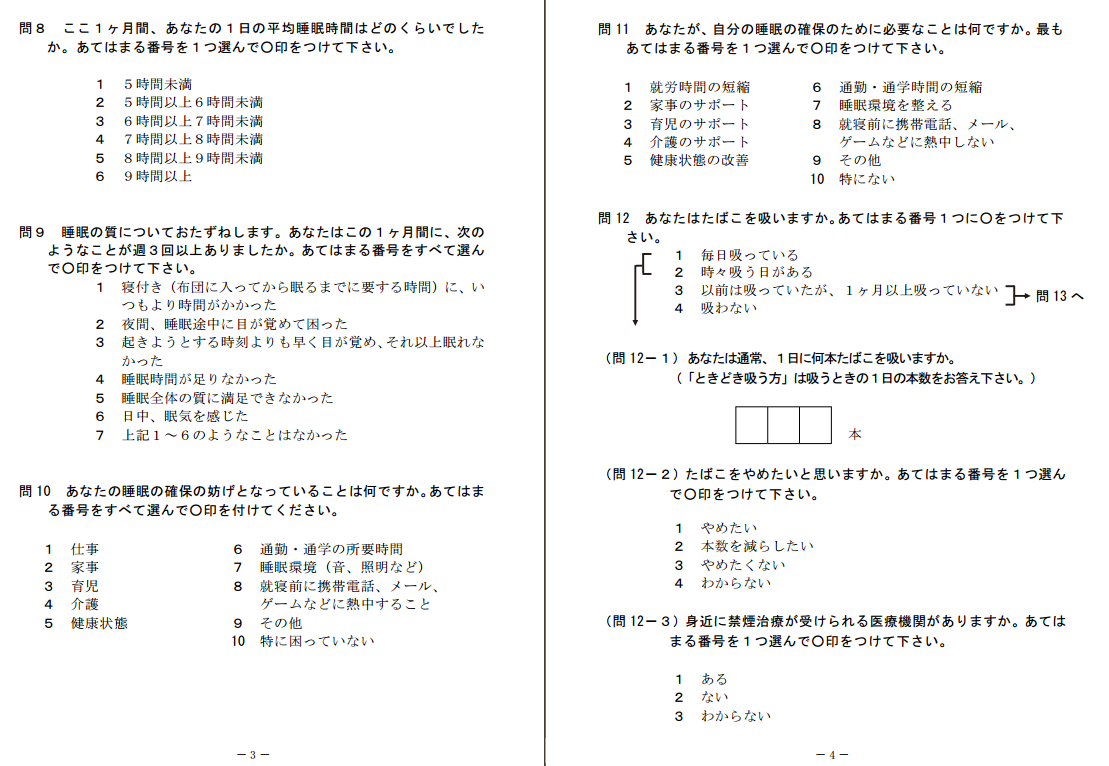 問８　ここ１ヶ月間、あなたの１日の平均睡眠時間はどのくらいでした
か。あてはまる番号を１つ選んで〇印をつけて下さい。
1　５時間未満
2　５時間以上６時間未満
3　６時間以上７時間未満
4　７時間以上８時間未満
5　８時間以上９時間未満
6　９時間以上
問９　睡眠の質についておたずねします。あなたはこの１ヶ月間に、次の
ようなことが週３回以上ありましたか。あてはまる番号をすべて選ん
で〇印をつけて下さい。
1　寝付き（布団に入ってから眠るまでに要する時間）に、い
つもより時間がかかった
2　夜間、睡眠途中に目が覚めて困った
3　起きようとする時刻よりも早く目が覚め、それ以上眠れな
かった
4　睡眠時間が足りなかった
5　睡眠全体の質に満足できなかった
6　日中、眠気を感じた
7　上記１～６のようなことはなかった
問10　あなたの睡眠の確保の妨げとなっていることは何ですか。あてはま
る番号をすべて選んで〇印を付けてください。
1　仕事
2　家事
3　育児
4　介護
5　健康状態
6　通勤・通学の所要時間
7　睡眠環境（音、照明など）
8　就寝前に携帯電話、メール、
ゲームなどに熱中すること
9　その他
10　特に困っていない
－３－
問11　あなたが、自分の睡眠の確保のために必要なことは何ですか。最も
あてはまる番号を１つ選んで〇印をつけて下さい。
1　就労時間の短縮
2　家事のサポート
3　育児のサポート
4　介護のサポート
5　健康状態の改善
6　通勤・通学時間の短縮
7　睡眠環境を整える
8　就寝前に携帯電話、メール、
ゲームなどに熱中しない
9　その他
10　特にない
問12　あなたはたばこを吸いますか。あてはまる番号１つに〇をつけて下
さい。
1　毎日吸っている
2　時々吸う日がある
3　以前は吸っていたが、１ヶ月以上吸っていない
4　吸わない
問13へ
（問12－１）あなたは通常、１日に何本たばこを吸いますか。
（「ときどき吸う方」は吸うときの１日の本数をお答え下さい。）
本
（問12－２）たばこをやめたいと思いますか。あてはまる番号を１つ選ん
で〇印をつけて下さい。
1　やめたい
2　本数を減らしたい
3　やめたくない
4　わからない
（問12－３）身近に禁煙治療が受けられる医療機関がありますか。あては
まる番号を１つ選んで〇印をつけて下さい。
1　ある
2　ない
3　わからない
－４－